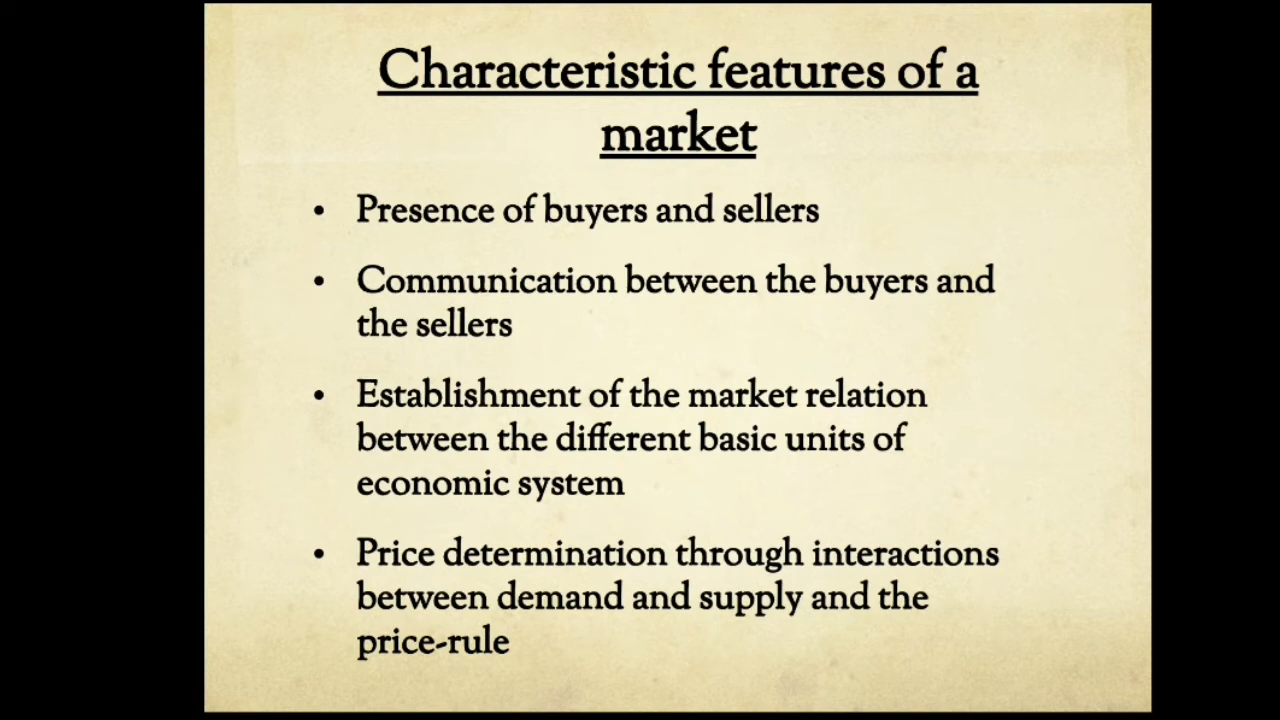 Characteristic features of a
market
• Presence of buyers and sellers
• Communication between the buyers and
the sellers
• Establishment of the market relation
between the different basic units of
economic system
• Price determination through interactions
between demand and supply and the
price-rule